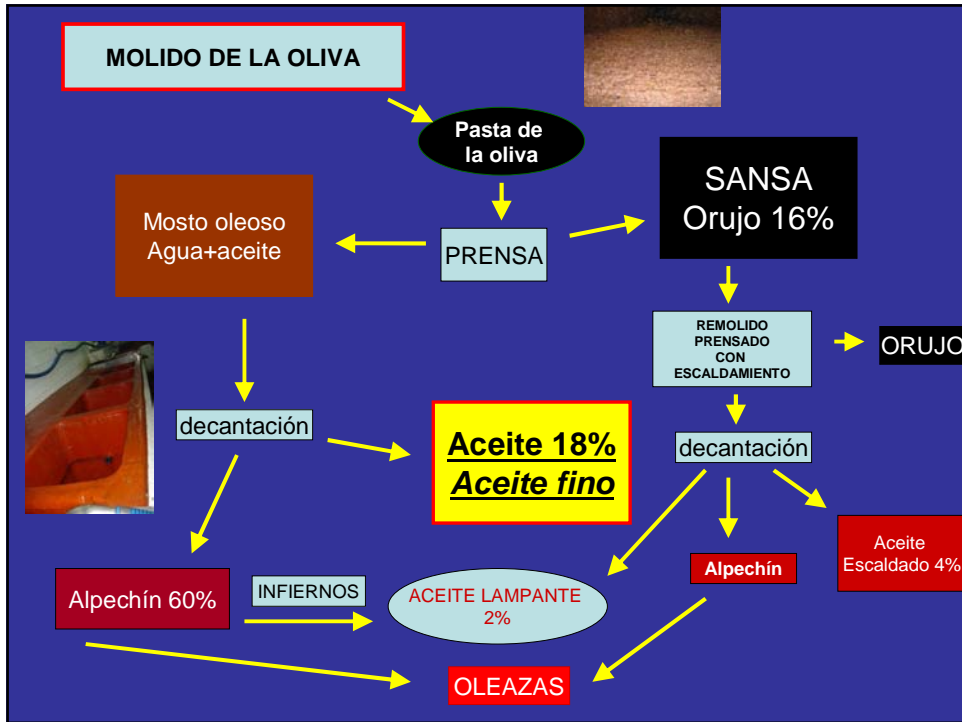 MOLIDO DE LA OLIVA
Pasta de
la oliva
SANSA
Orujo 16%
Mosto oleoso
Agua+aceite
PRENSA
REMOLIDO
PRENSADO
CON
ESCALDAMIENTO
ORUJO
decantación
Aceite 18%
Aceite fino
decantación
Aceite
Escaldado 4%
Alpechín
Alpechín 60%
INFIERNOS
ACEITE LAMPANTE
2%
OLEAZAS